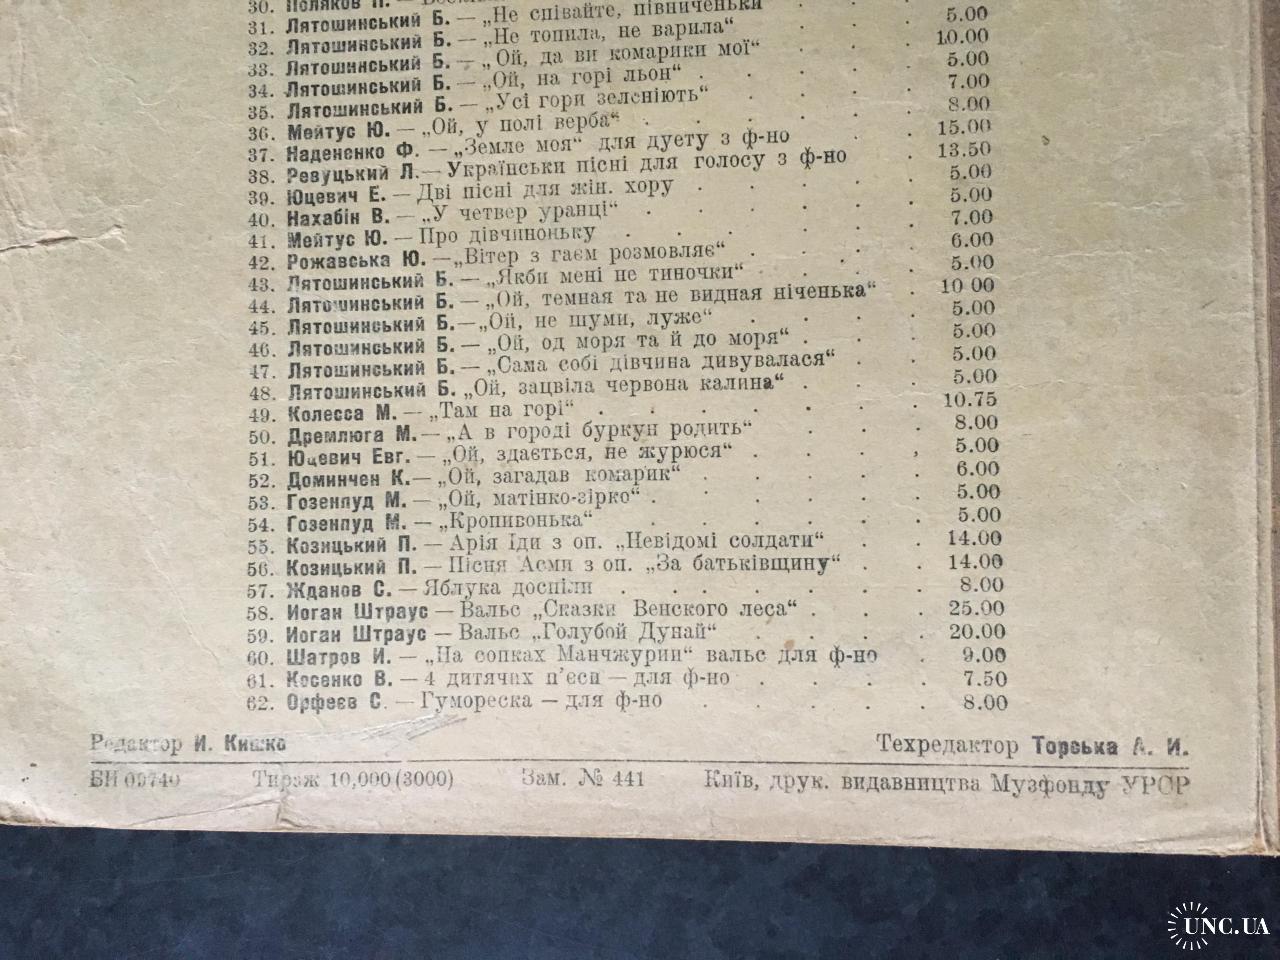 30. Поляков П. —
31. Лятошинський Б. — „Не співайте, півниченьки . 5.00
32. Лятошинський Б. — „Не топила, не варила“ . . . 10.00
33. Лятошинський Б. — „Ой, да ви комарики мої“ . . . 5.00
34. Лятошинський Б. — „Ой, на горі льон“ . . . . 7.00
35. Лятошинський Б. — „Усі гори зеленіють“ . . . . 8.00
36. Мейтус Ю. — „Ой, у полі верба“ . . . . . 15.00
37. Надененко Ф. — „Земле моя“ для дуету з ф-но . . 13.50
38. Ревуцький Л. — Українськи пісні для голосу з ф-но . 5.00
39. Юцевич Е. — Дві пісні для жін. хору . . . . 5.00
40. Нахабін В. — „У четвер уранці“ . . . . . 7.00
41. Мейтус Ю. — Про дівчиноньку . . . . . 6.00
42. Рожавська Ю. — „Вітер з гаєм розмовляє“ . . . . 5.00
43. Лятошинський Б. — „Якби мені не тиночки“ . . . 10 00
44. Лятошинський Б. — „Ой, темная та не видная ніченька“ . 5.00
45. Лятошинський Б. — „Ой, не шуми, луже“ . . . . 5.00
46. Лятошинський Б. — „Ой, од моря та й до моря“ . . . 5.00
47. Лятошинський Б. — „Сама собі дівчина дивувалася“ . . 5.00
48. Лятошинський Б. „Ой, зацвіла червона калина“ . . . 10.75
49. Колесса М. — „Там на горі“ . . . . . . . 8.00
50. Дремлюга М. — „А в городі буркун родить“ . . . 5.00
51. Юцевич Евг. — „Ой, здається, не журюся“ . . . , 6.00
52. Доминчен К. — „Ой, загадав комарик“ . . . . . 5.00
53. Гозенпуд М. — „Ой, матінко-зірко“ . . . . . . 5.00
54. Гозенпуд М. — „Кропивонька“ . . . . . .
55. Козицький П. — Арія Іди з оп. „Невідомі солдати“ . . 14.00
56. Козицький П. — Пісня Асми з оп. „За батьківщину“ . . 14.00
57. Жданов С. — Яблука доспіли . . . . . . 8.00
58. Иоган Штраус — Вальс „Сказки Венского леса“ . . . 25.00
59. Иоган Штраус — Вальс „Голубой Дунай“ . . . . 20.00
60. Шатров И. — „На сопках Манчжурии“ вальс для ф-но . 9.00
61. Косенко В. — 4 дитячих п'єси — для ф-но . . . . 7.50
62. Орфеєв С. — Гумореска — для ф-но . . . . . 8.00
Редактор И. Кишко Техредактор Торська А. И.
БН 09740 Тираж 10,000 (3000) Зам. № 441 Київ, друк. видавництва Музфонду УРСР
UNC.UA